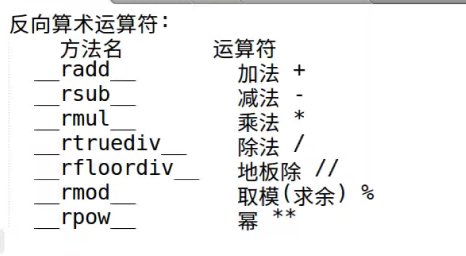 反向算术运算符:
方法名 运算符
__radd__ 加法 +
__rsub__ 减法 -
__rmul__ 乘法 *
__rtruediv__ 除法 /
__rfloordiv__ 地板除 //
__rmod__ 取模(求余) %
__rpow__ 幂 **